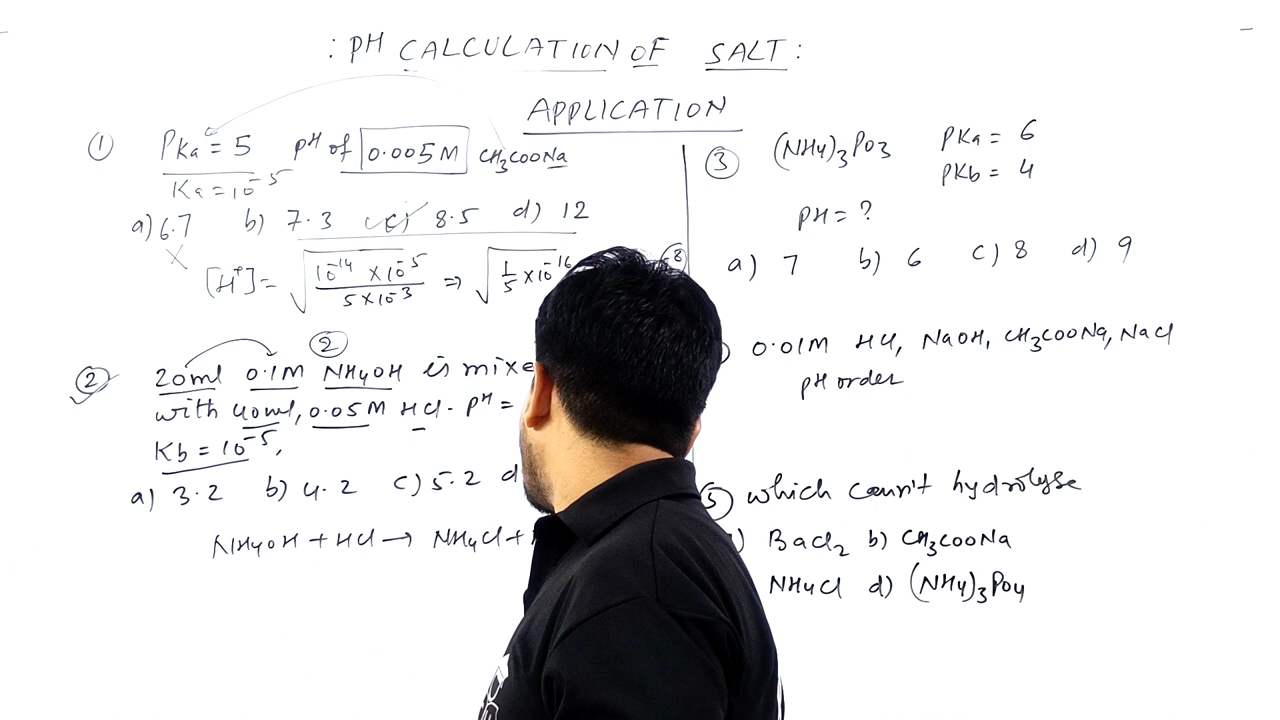 : PH CALCULATION OF SALT :
APPLICATION
① PKa = 5 PH of 0.005M CH3COONa
Ka = 10⁻⁵
a) 6.7 b) 7.3 c) 8.5 d) 12
[H⁺] = √10⁻¹⁴ × 10⁻⁵ / 5 × 10⁻³ ⇒ √1/5 × 10⁻¹⁶
②
② 20ml 0.1M NH4OH is mixe
with 40ml, 0.05M HCl. PH =
Kb = 10⁻⁵,
a) 3.2 b) 4.2 c) 5.2 d
NH4OH + HCl → NH4Cl +
③ (NH4)3PO3 PKa = 6
PKb = 4
PH = ?
a) 7 b) 6 c) 8 d) 9
0.01M HCl, NaOH, CH3COONa, NaCl
PH order
⑤ which can't hydrolyse
) BaCl2 b) CH3COONa
NH4Cl d) (NH4)3PO4